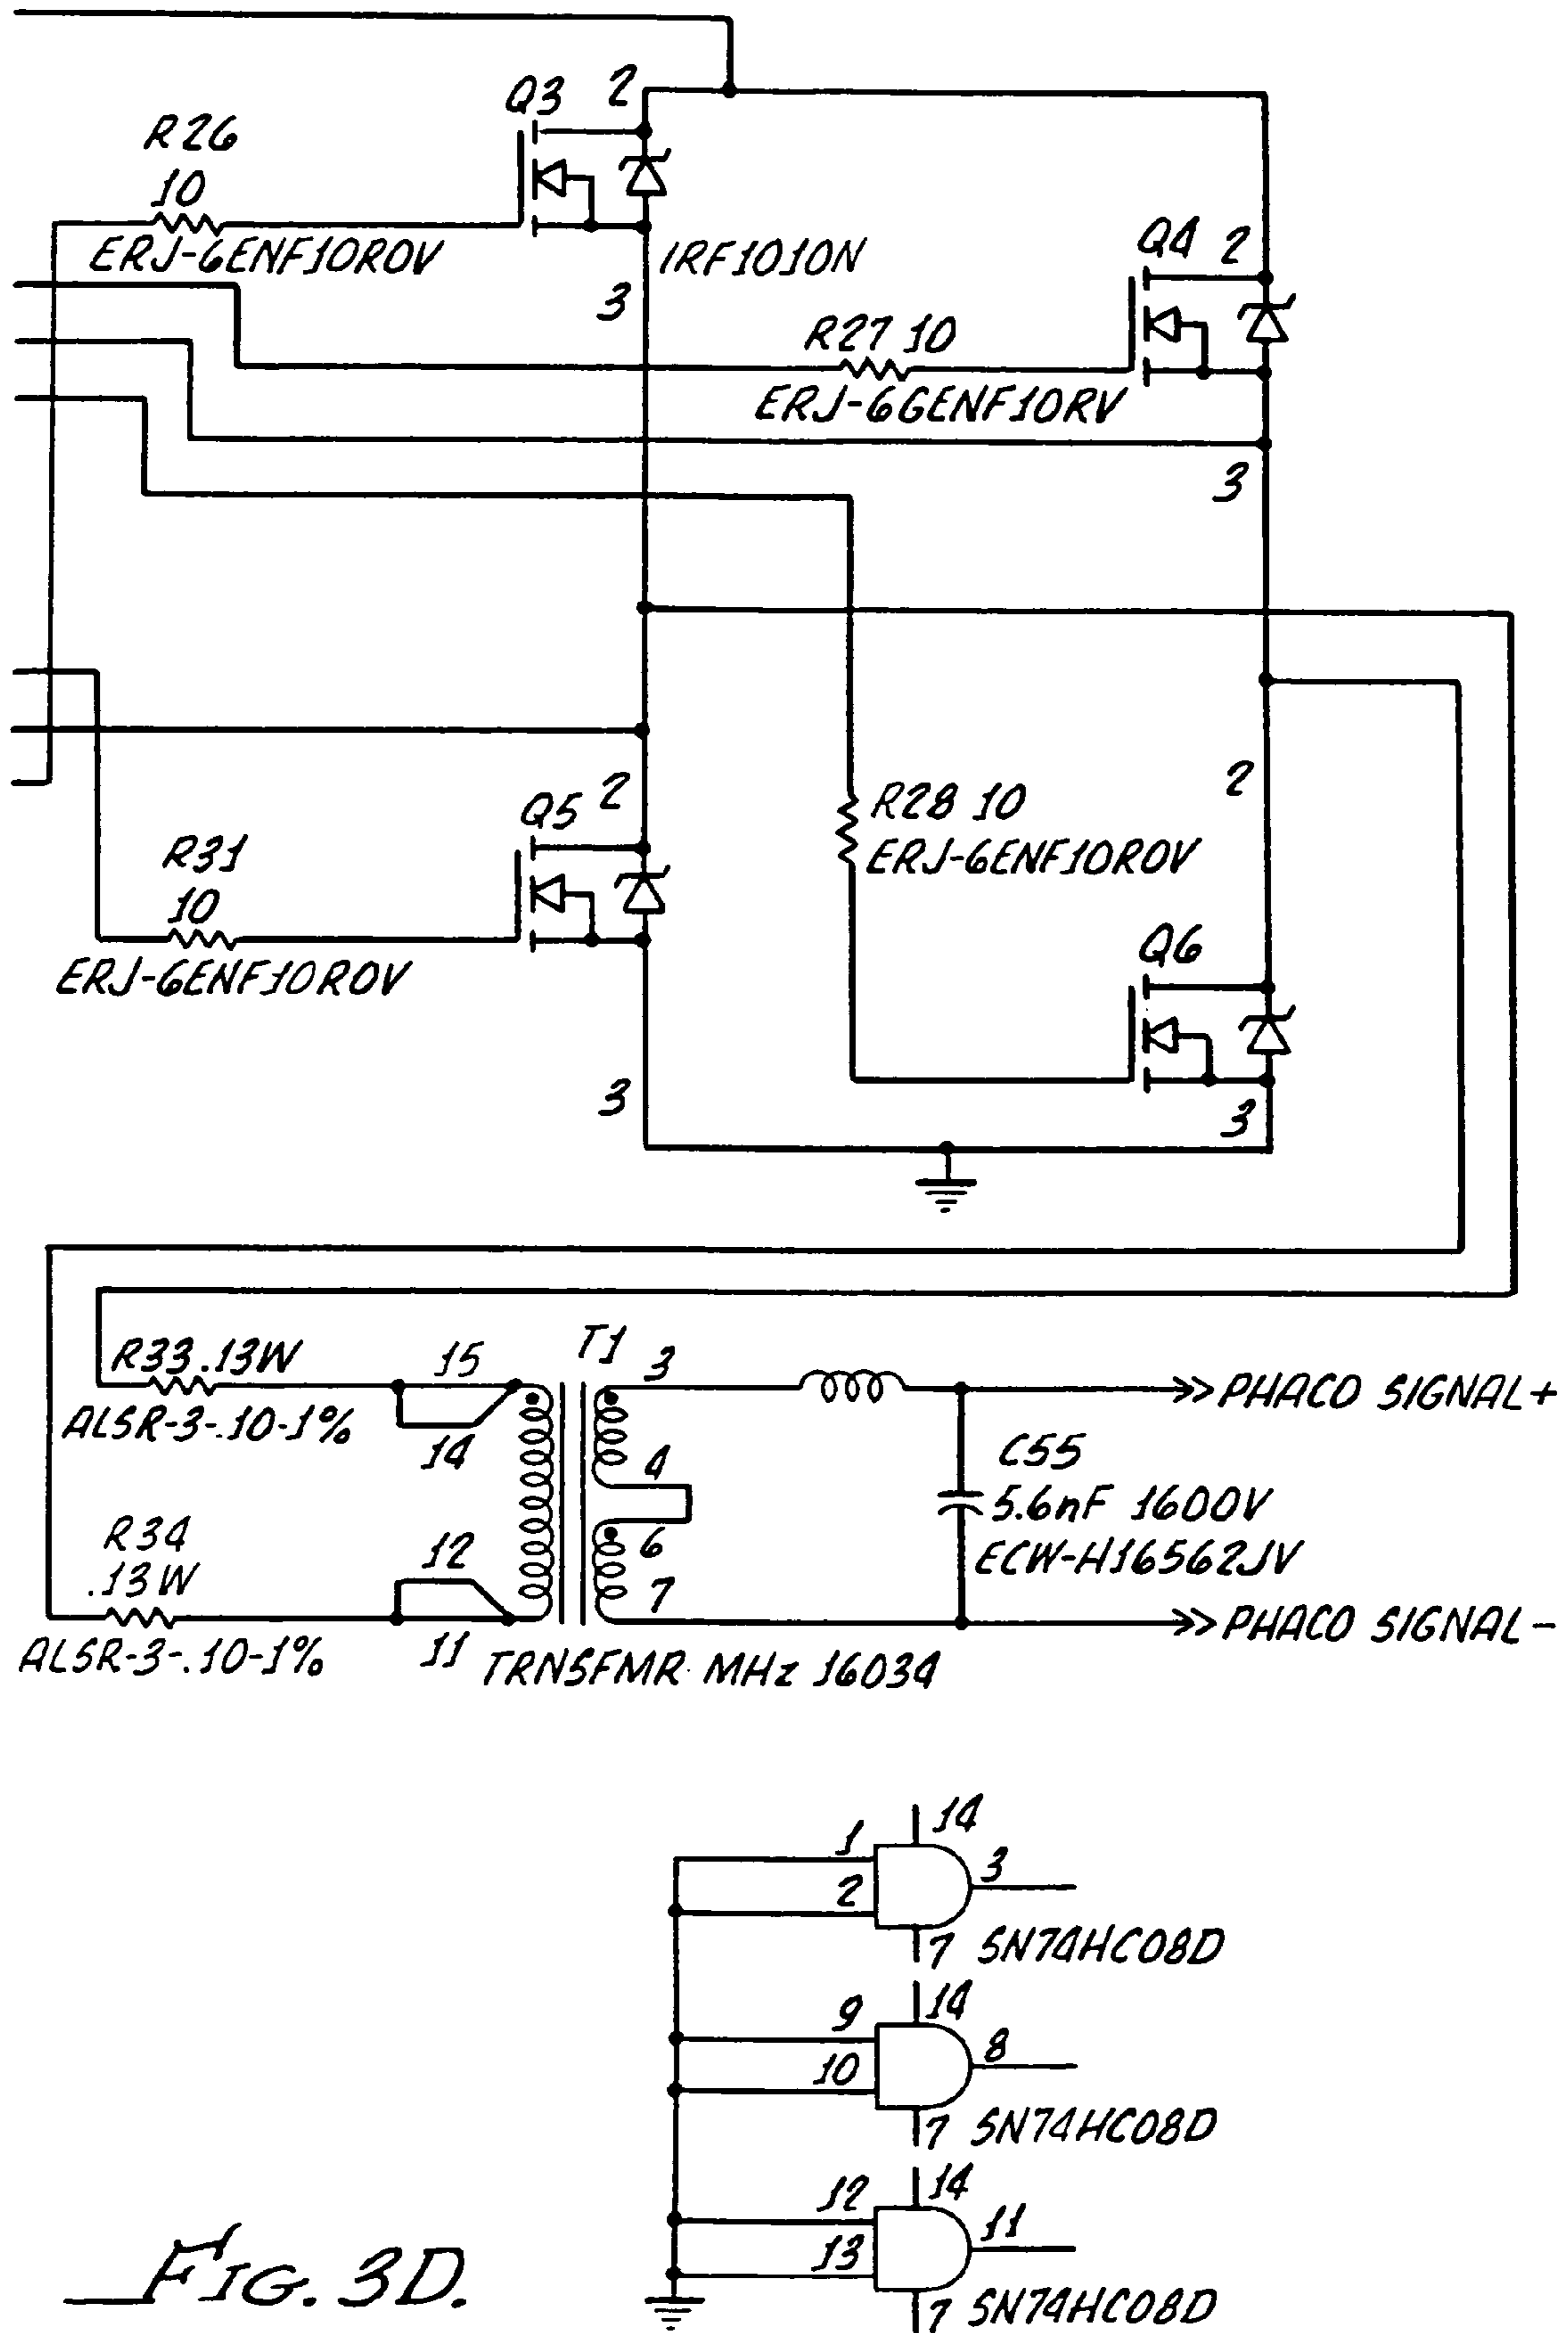 Q3 2
R26
10
ERJ-6ENF10R0V
IRF1010N
3
Q4 2
R27 10
ERJ-6GENF10RV
3
2
Q5 2
R28 10
ERJ-6ENF10R0V
R31
10
ERJ-6ENF10R0V
Q6
3
3
R33 .13W
15
T1
3
PHACO SIGNAL+
ALSR-3-.10-1%
14
4
C55
5.6nF 1600V
ECW-H16562JV
R34
.13W
12
6
7
PHACO SIGNAL-
ALSR-3-.10-1%
11
TRNSFMR MHz 16034
14
1
2
3
7 SN74HC08D
14
9
10
8
7 SN74HC08D
14
12
13
11
7 SN74HC08D
FIG. 3D.